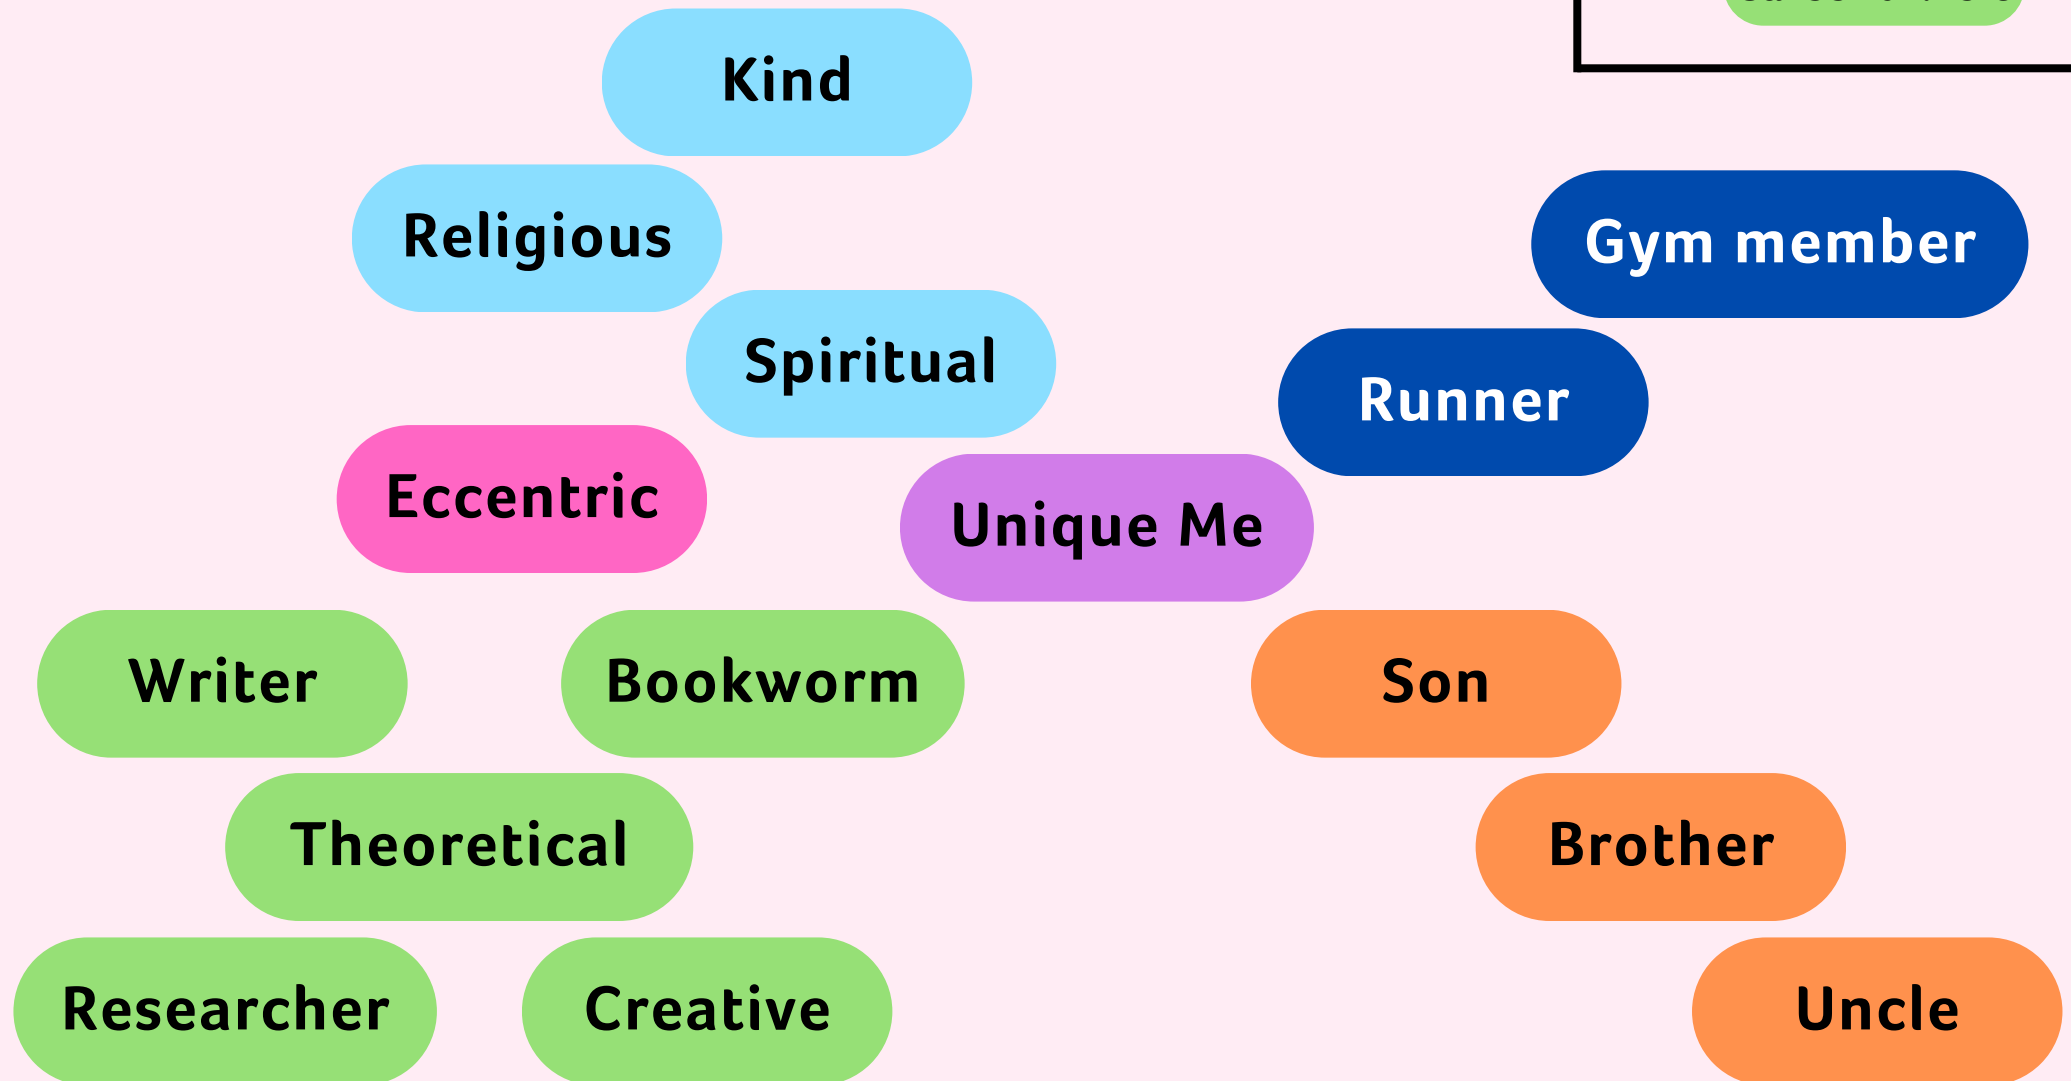 Kind
Religious
Gym member
Spiritual
Runner
Eccentric
Unique Me
Writer
Bookworm
Son
Theoretical
Brother
Researcher
Creative
Uncle